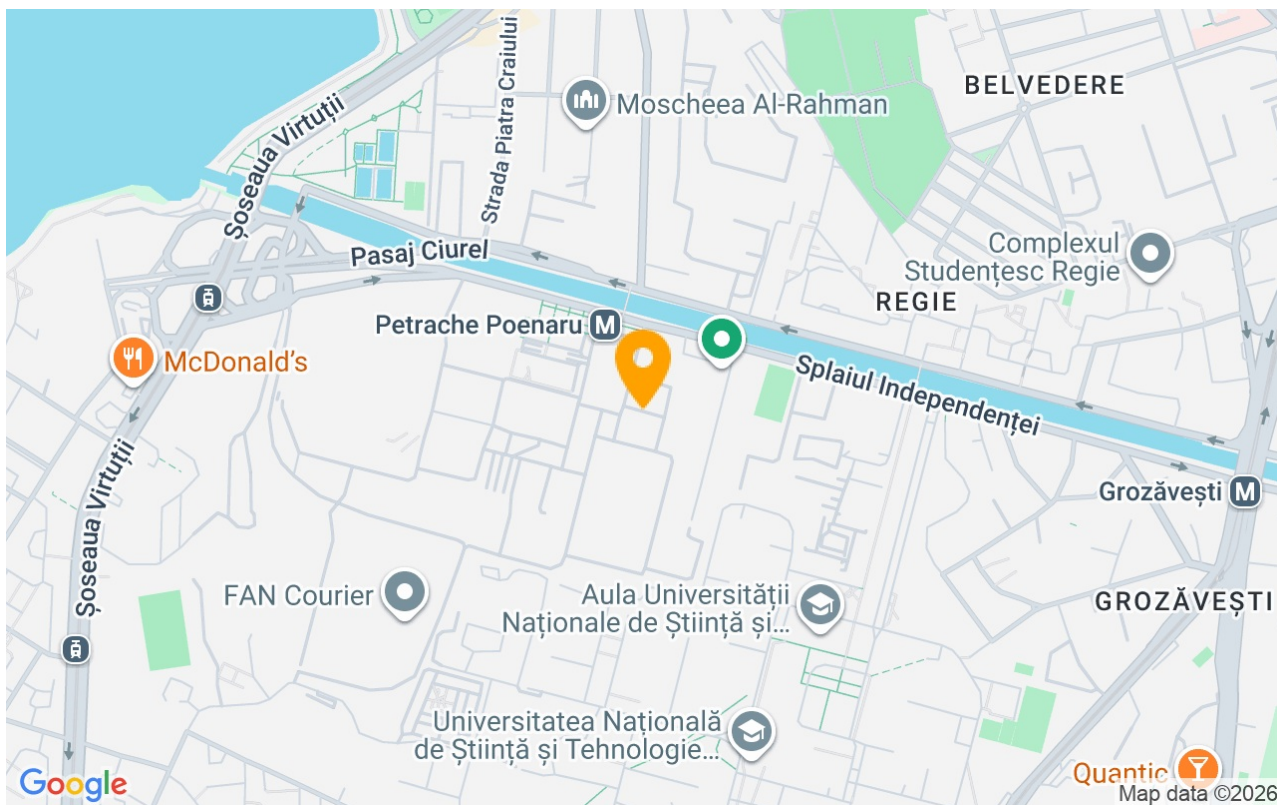 Șoseaua Virtuții
Strada Piatra Craiului
Moscheea Al-Rahman
BELVEDERE
Pasaj Ciurel
Complexul
Studențesc Regie
REGIE
Petrache Poenaru M
McDonald's
Splaiul Independenței
Șoseaua Virtuții
Grozăvești M
FAN Courier
Aula Universității
Naționale de Știință și...
GROZĂVEȘTI
Universitatea Națională
de Știință și Tehnologie...
Quantic
Google
Map data ©2026